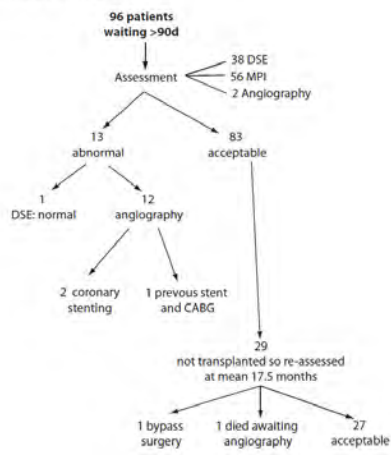 96 patients
waiting >90d
38 DSE
Assessment
56 MPI
2 Angiography
13
abnormal
83
acceptable
1
DSE: normal
12
angiography
2 coronary
stenting
1 prevous stent
and CABG
29
not transplanted so re-assessed
at mean 17.5 months
1 bypass
surgery
1 died awaiting
angiography
27
acceptable